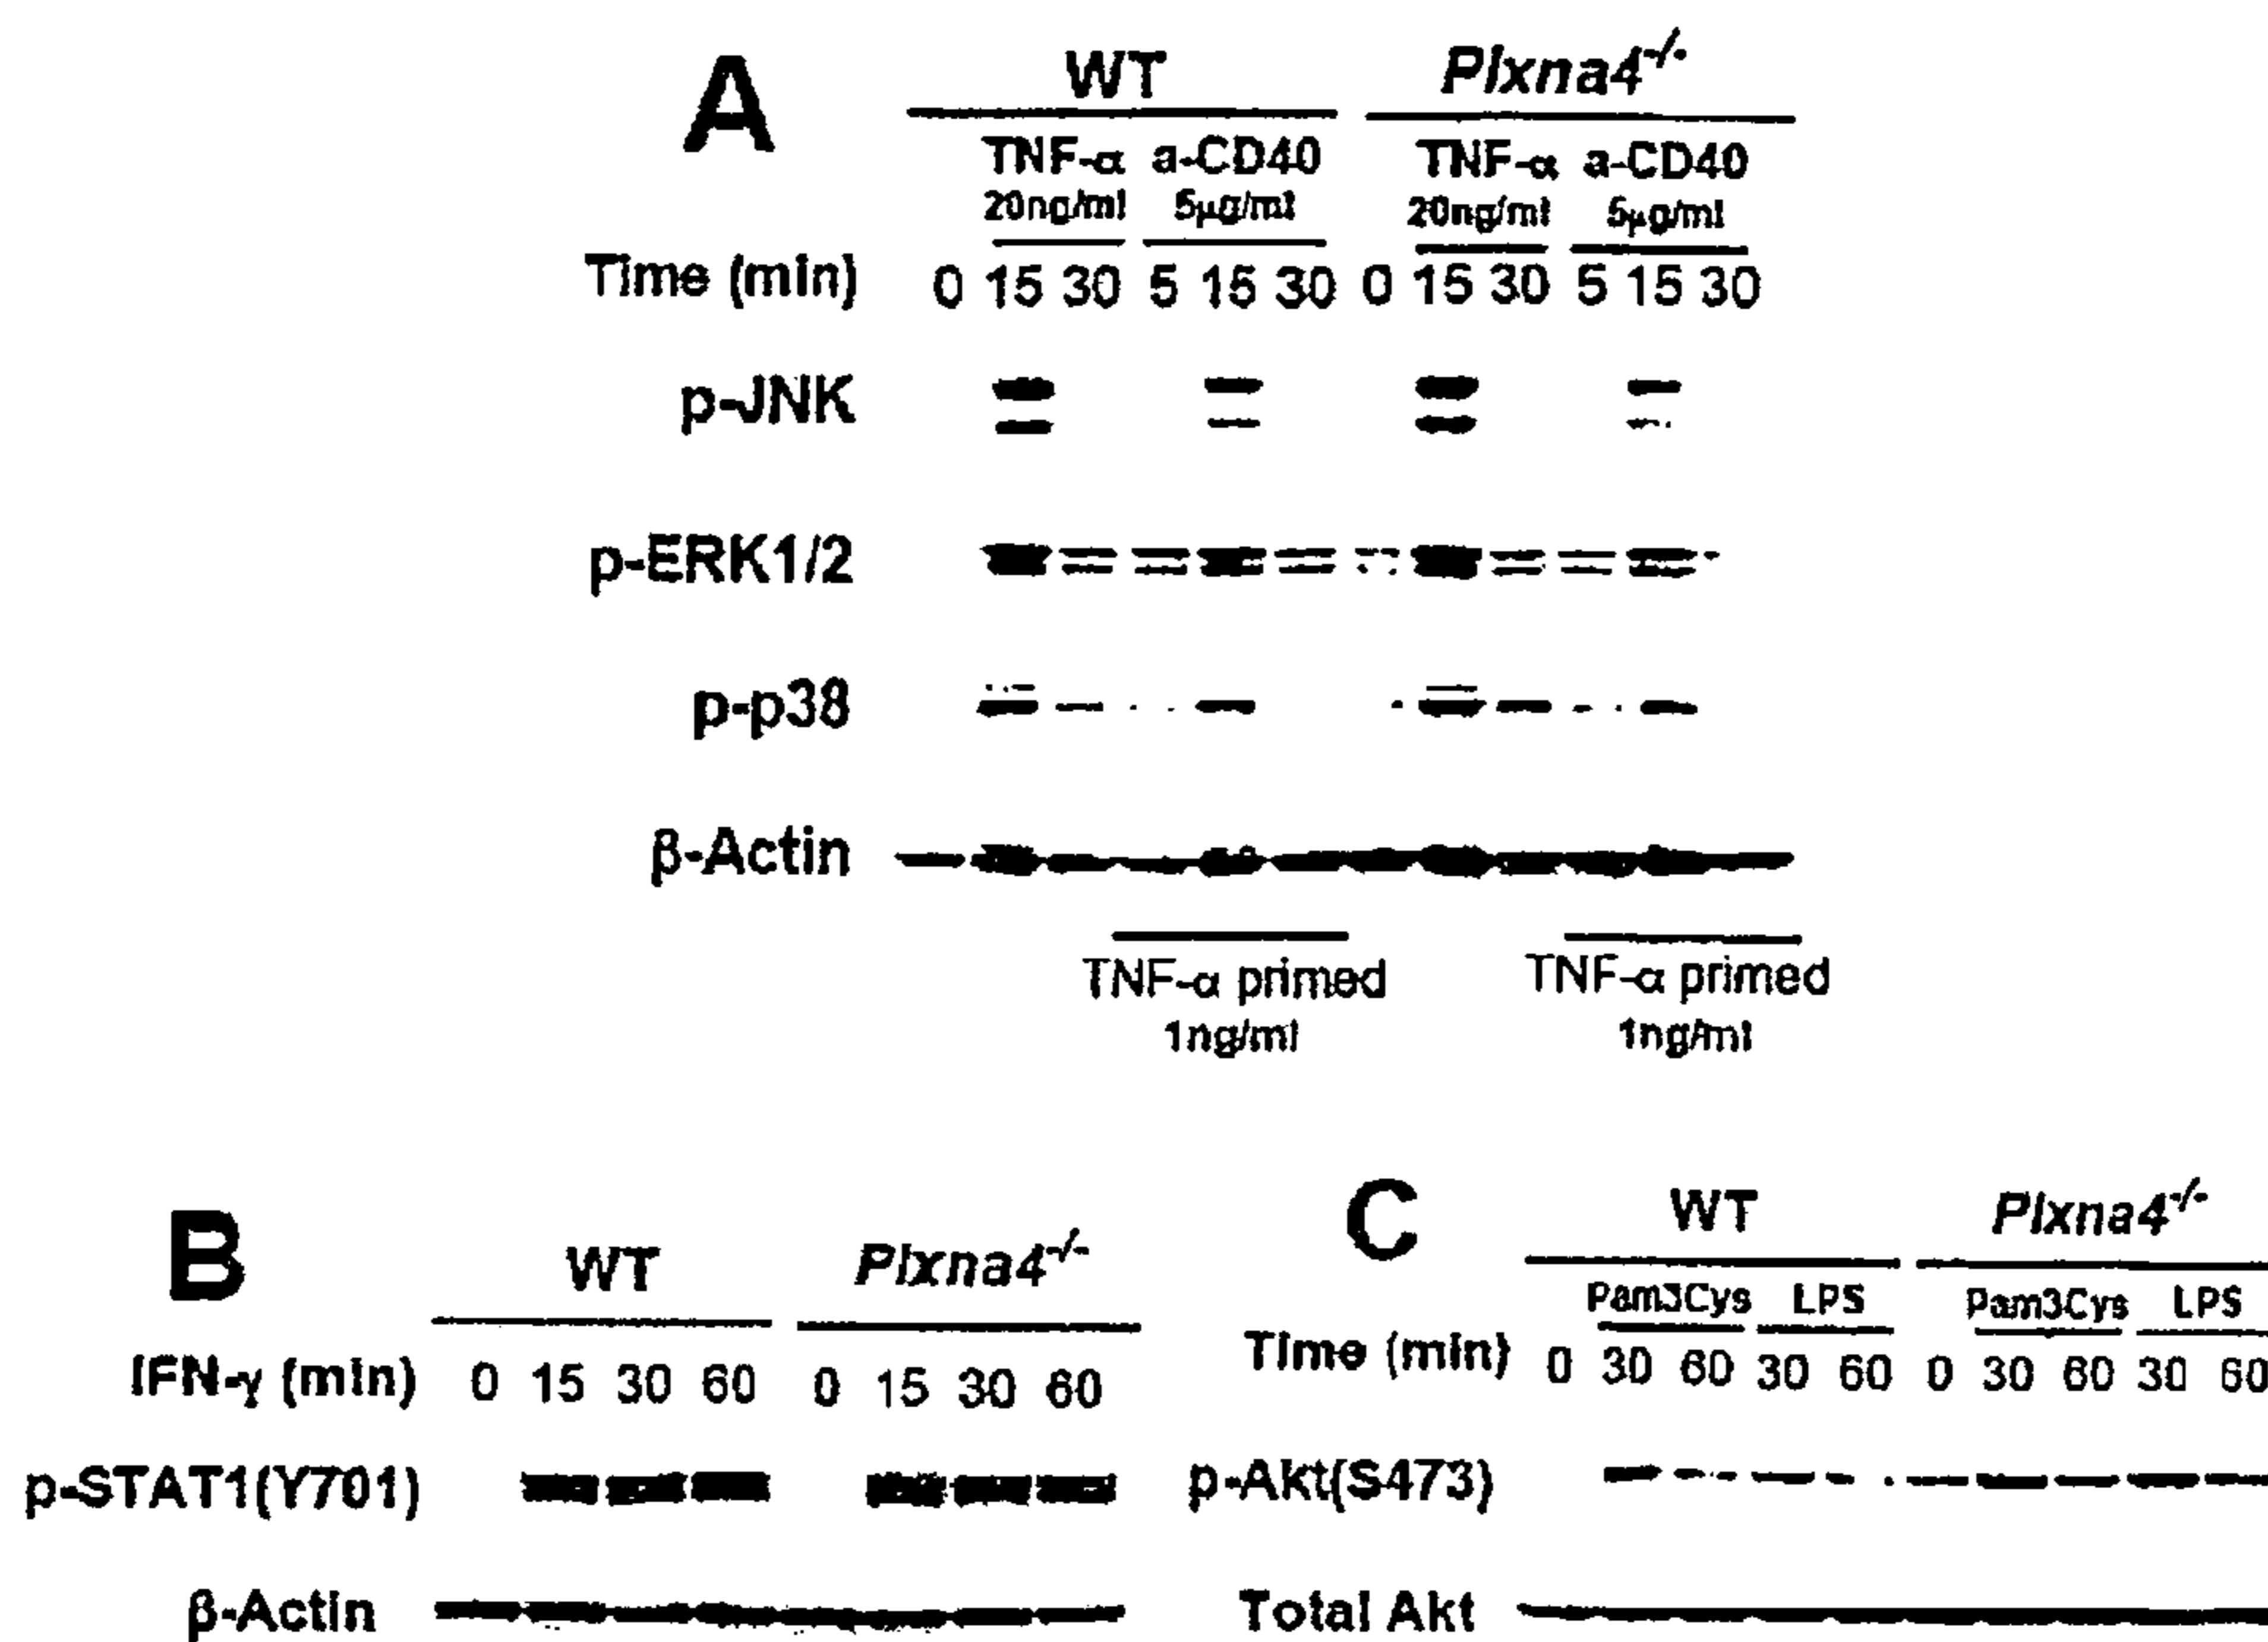 A
WT Plxna4-/-
TNF-α a-CD40 TNF-α a-CD40
20ng/ml 5μg/ml 20ng/ml 5μg/ml
Time (min) 0 15 30 5 15 30 0 15 30 5 15 30
p-JNK
p-ERK1/2
p-p38
β-Actin
TNF-α primed TNF-α primed
1ng/ml 1ng/ml
B
WT Plxna4-/-
IFN-γ (min) 0 15 30 60 0 15 30 60
p-STAT1(Y701)
β-Actin
C
WT Plxna4-/-
Pam3Cys LPS Pam3Cys LPS
Time (min) 0 30 60 30 60 0 30 60 30 60
p-Akt(S473)
Total Akt